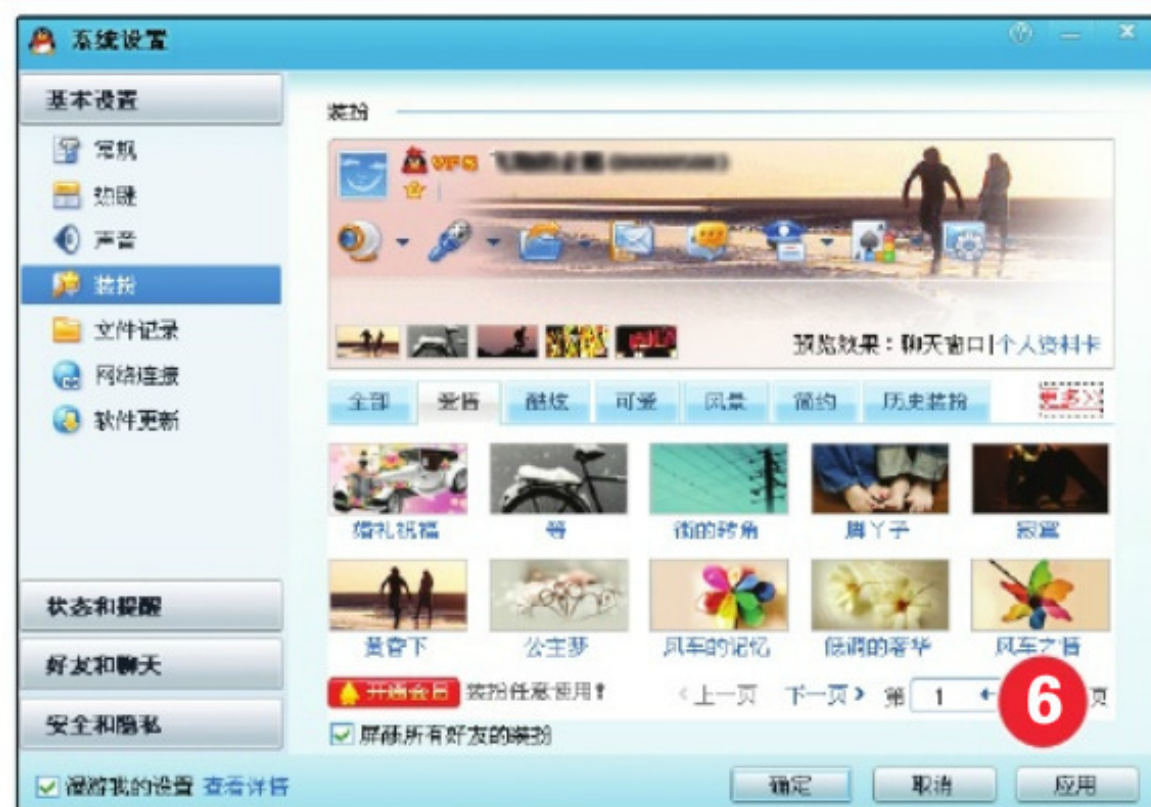 系统设置
基本设置
常规
热键
声音
装扮
文件记录
网络连接
软件更新
状态和提醒
好友和聊天
安全和隐私
装扮
预览效果：聊天窗口|个人资料卡
全部 爱情 酷炫 可爱 风景 简约 历史装扮 更多>>
婚礼祝福 等 街的转角 脚丫子 寂寞
黄昏下 公主梦 风车的记忆 低调的奢华 风车之情
开通会员 装扮任意使用！ <上一页 下一页> 第 1 页
6
屏蔽所有好友的装扮
漫游我的设置 查看详情 确定 取消 应用